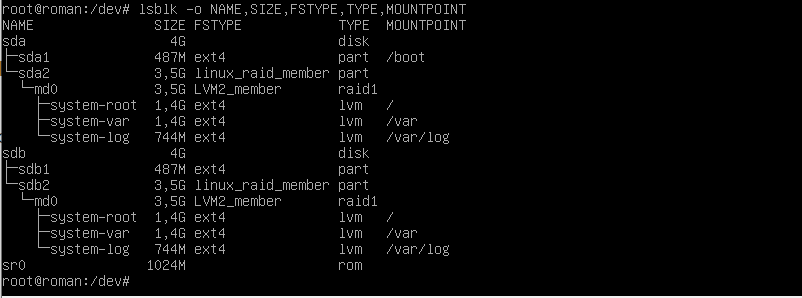 root@roman:/dev# lsblk -o NAME,SIZE,FSTYPE,TYPE,MOUNTPOINT
NAME                SIZE FSTYPE            TYPE  MOUNTPOINT
sda                   4G                   disk
├─sda1              487M ext4              part  /boot
└─sda2              3,5G linux_raid_member part
  └─md0             3,5G LVM2_member       raid1
    ├─system-root   1,4G ext4              lvm   /
    ├─system-var    1,4G ext4              lvm   /var
    └─system-log    744M ext4              lvm   /var/log
sdb                   4G                   disk
├─sdb1              487M ext4              part
└─sdb2              3,5G linux_raid_member part
  └─md0             3,5G LVM2_member       raid1
    ├─system-root   1,4G ext4              lvm   /
    ├─system-var    1,4G ext4              lvm   /var
    └─system-log    744M ext4              lvm   /var/log
sr0                1024M                   rom
root@roman:/dev#